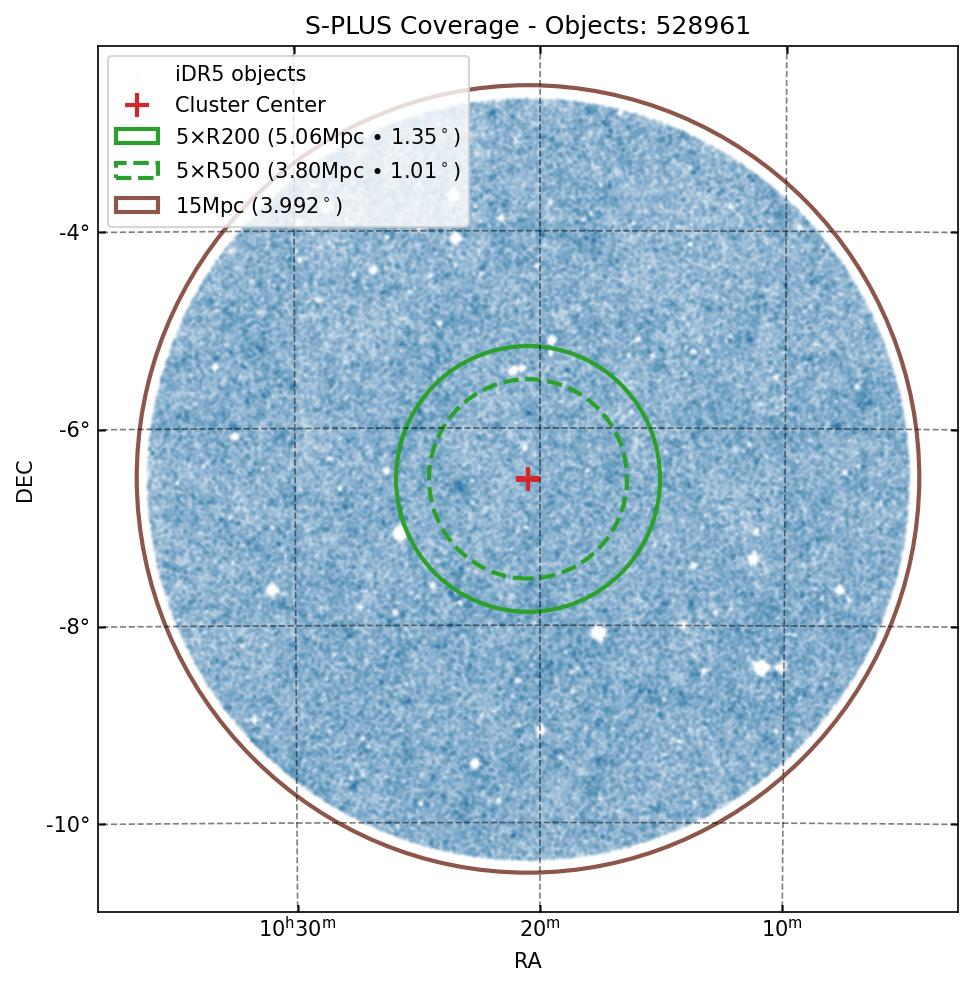 S-PLUS Coverage - Objects: 528961
iDR5 objects
Cluster Center
5×R200 (5.06Mpc • 1.35°)
5×R500 (3.80Mpc • 1.01°)
15Mpc (3.992°)
-4°
-6°
-8°
-10°
DEC
10ʰ30ᵐ
20ᵐ
10ᵐ
RA